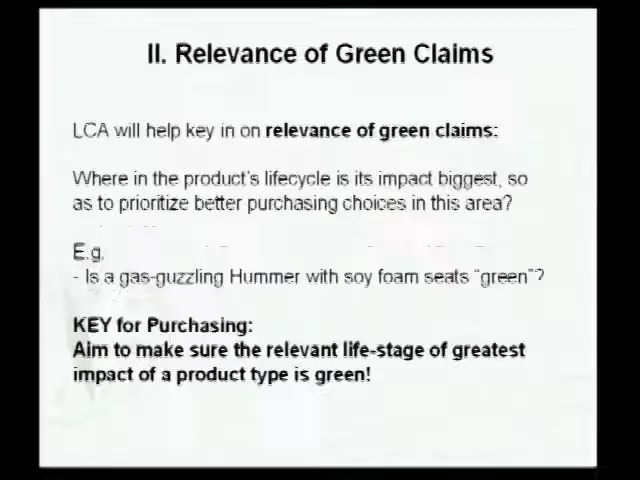 II. Relevance of Green Claims
LCA will help key in on relevance of green claims:
Where in the product's lifecycle is its impact biggest, so
as to prioritize better purchasing choices in this area?
E.g.
- Is a gas-guzzling Hummer with soy foam seats "green"?
KEY for Purchasing:
Aim to make sure the relevant life-stage of greatest
impact of a product type is green!